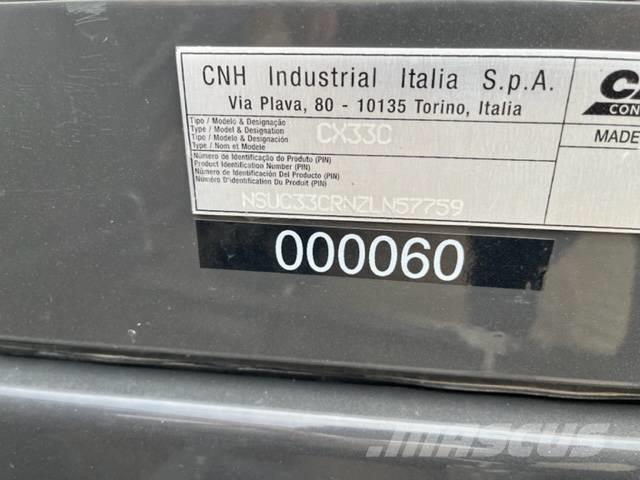 CNH Industrial Italia S.p.A.
Via Plava, 80 - 10135 Torino, Italia
Tipo / Modelo & Designação
Type / Model & Designation
Tipo / Modelo & Designación
Type / Nom et Modele
CX33C
Número de Identificação do Produto (PIN)
Product Identification Number (PIN)
Número de Identificación Del Producto (PIN)
Numéro D'identification Du Produit (PIN)
NSUC33CRNZLN57759
CON
MADE
000060
MASCUS